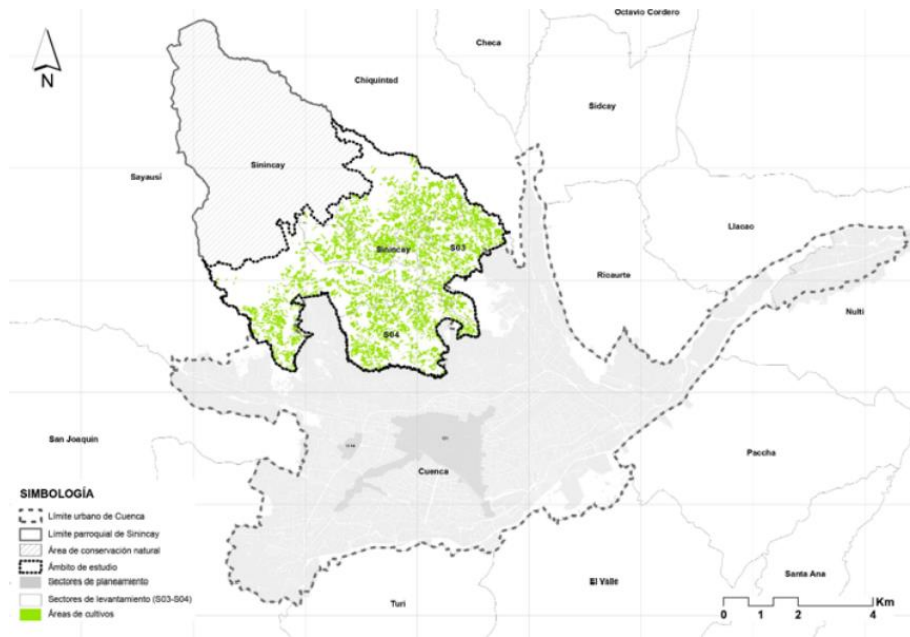 Octavio Cordero
Checa
N
Chiquintad
Sidcay
Sinincay
Sayausí
Llacao
Sinincay
S03
Ricaurte
Nulti
S04
San Joaquin
Paccha
Cuenca
SIMBOLOGÍA
Límite urbano de Cuenca
Límite parroquial de Sinincay
Área de conservación natural
Ámbito de estudio
Sectores de planeamiento
Sectores de levantamiento (S03-S04)
Áreas de cultivos
El Valle
Santa Ana
Turi
Km
0 1 2 4